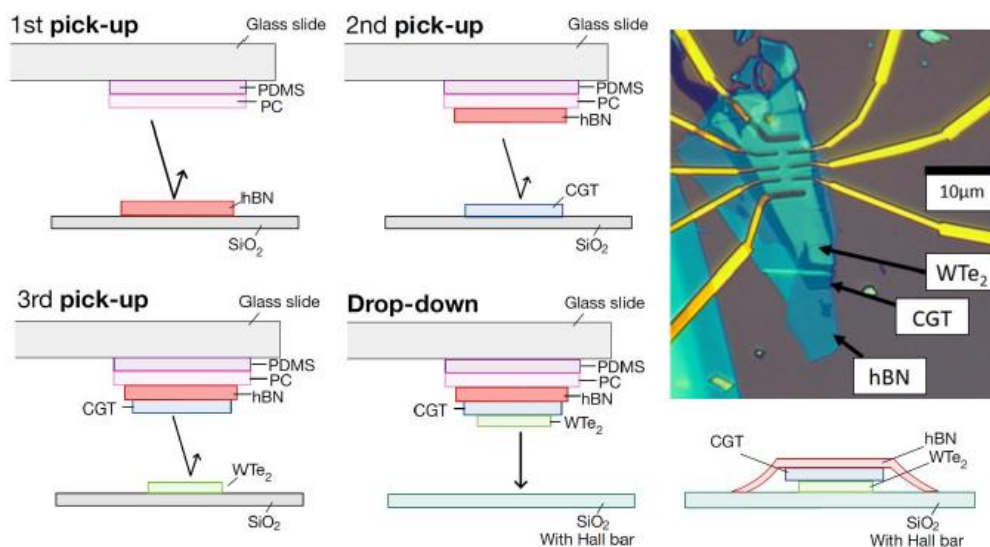 1st pick-up
Glass slide
PDMS
PC
hBN
SiO₂
2nd pick-up
Glass slide
PDMS
PC
hBN
CGT
SiO₂
3rd pick-up
Glass slide
PDMS
PC
hBN
CGT
WTe₂
SiO₂
Drop-down
Glass slide
PDMS
PC
hBN
CGT
WTe₂
SiO₂
With Hall bar
10μm
WTe₂
CGT
hBN
CGT
hBN
WTe₂
SiO₂
With Hall bar